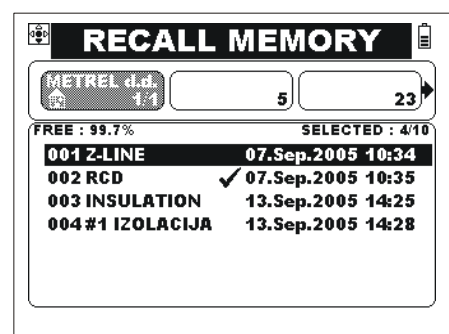 RECALL MEMORY
METREL d.d.
1/1
5
23
FREE : 99.7% SELECTED : 4/10
001 Z-LINE 07.Sep.2005 10:34
002 RCD 07.Sep.2005 10:35
003 INSULATION 13.Sep.2005 14:25
004 #1 IZOLACIJA 13.Sep.2005 14:28